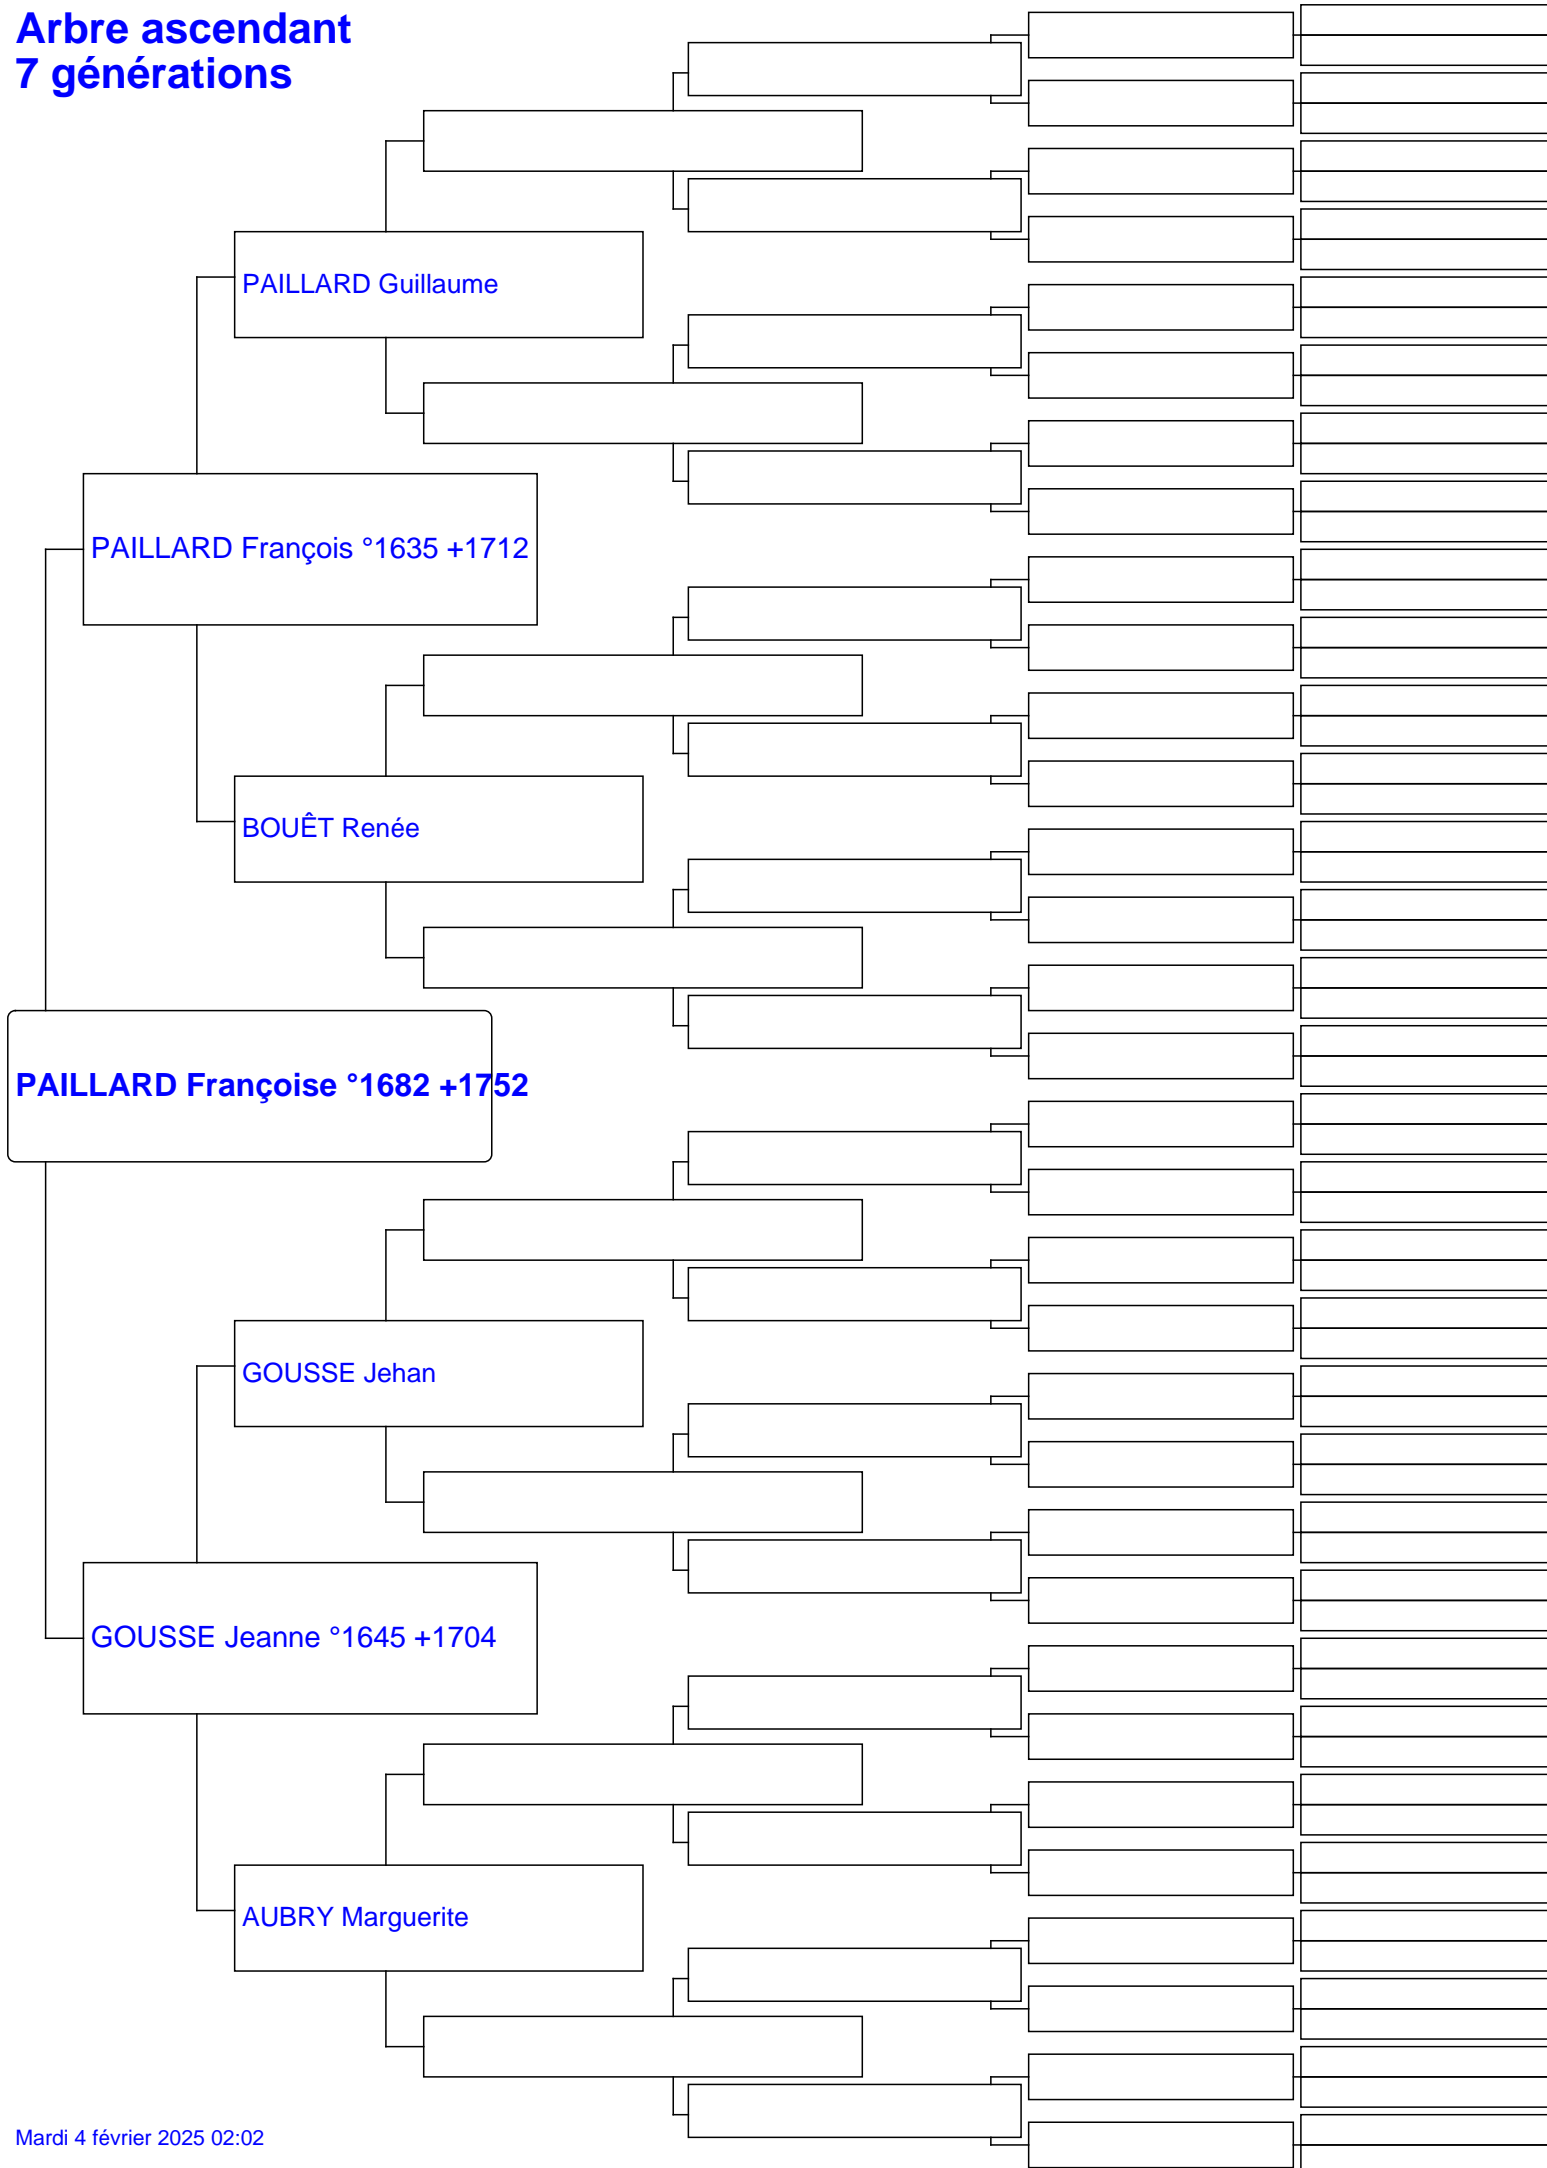 Arbre ascendant
7 générations
PAILLARD Guillaume
PAILLARD François °1635 +1712
BOUÊT Renée
PAILLARD Françoise °1682 +1752
GOUSSE Jehan
GOUSSE Jeanne °1645 +1704
AUBRY Marguerite
Mardi 4 février 2025 02:02